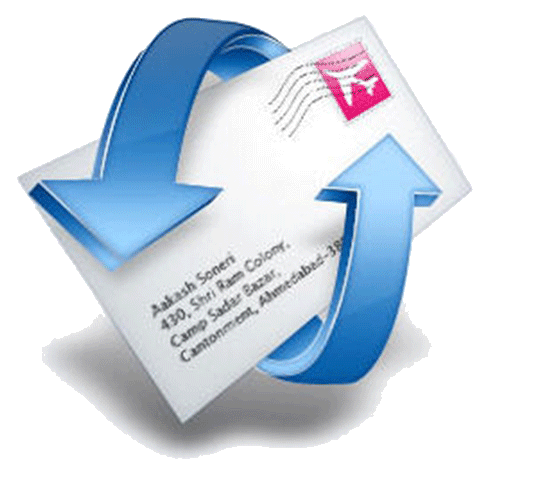 Aakash Soneri
430, Shri Ram Colony,
Camp Sadar Bazar,
Cantonment, Ahmedabad-38